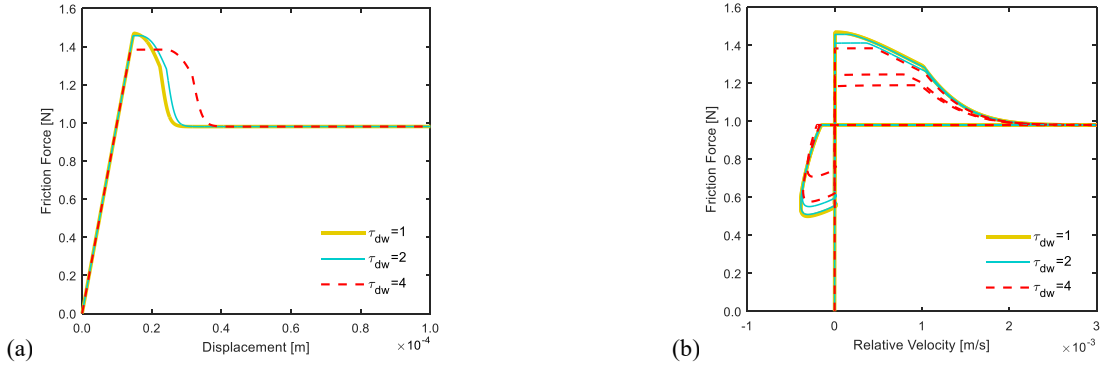 1.6
1.4
1.2
1.0
0.8
0.6
0.4
0.2
0.0
Friction Force [N]
τdw=1
τdw=2
τdw=4
0.0 0.2 0.4 0.6 0.8 1.0
Displacement [m]
×10-4
(a)
1.6
1.4
1.2
1.0
0.8
0.6
0.4
0.2
0.0
Friction Force [N]
τdw=1
τdw=2
τdw=4
-1 0 1 2 3
Relative Velocity [m/s]
×10-3
(b)